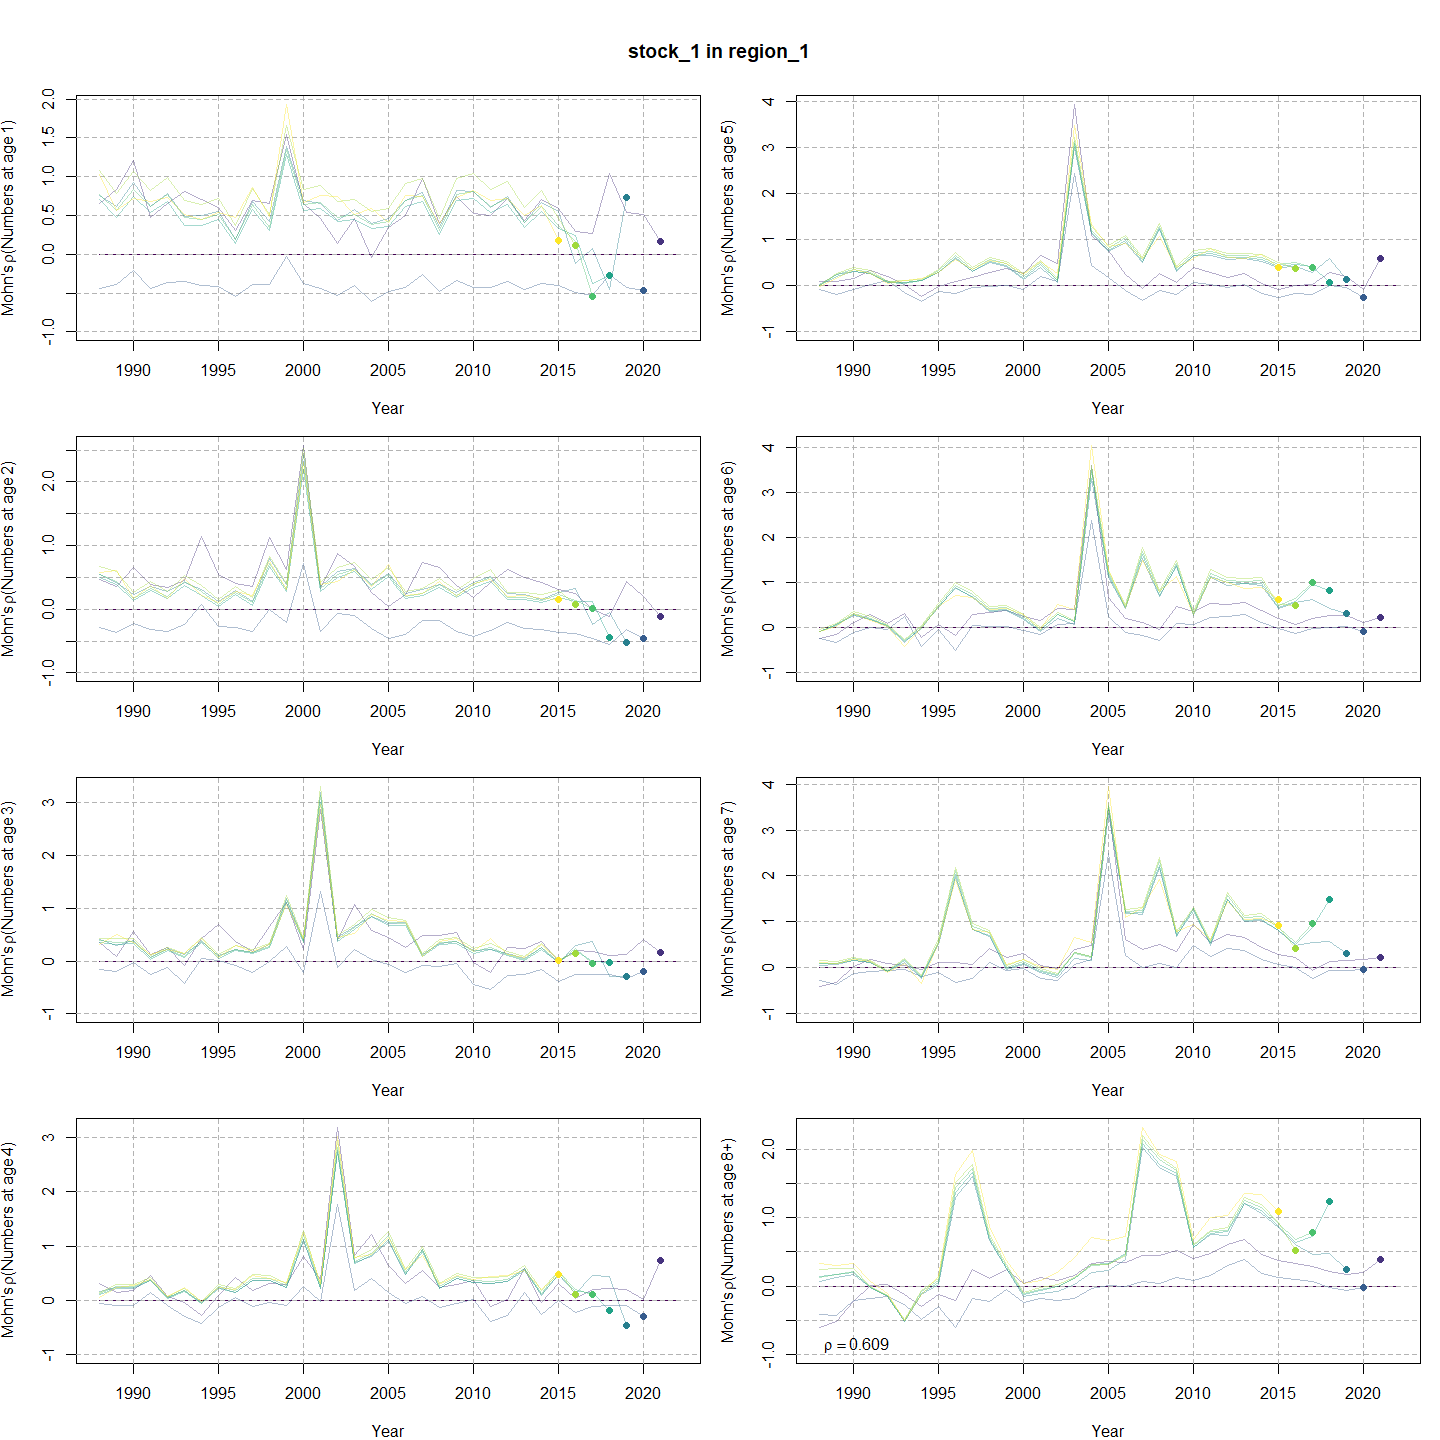 stock_1 in region_1
Mohn's ρ(Numbers at age 1)
-1.0 0.0 0.5 1.0 1.5 2.0
1990 1995 2000 2005 2010 2015 2020
Year
Mohn's ρ(Numbers at age 5)
-1 0 1 2 3 4
1990 1995 2000 2005 2010 2015 2020
Year
Mohn's ρ(Numbers at age 2)
-1.0 0.0 1.0 2.0
1990 1995 2000 2005 2010 2015 2020
Year
Mohn's ρ(Numbers at age 6)
-1 0 1 2 3 4
1990 1995 2000 2005 2010 2015 2020
Year
Mohn's ρ(Numbers at age 3)
-1 0 1 2 3
1990 1995 2000 2005 2010 2015 2020
Year
Mohn's ρ(Numbers at age 7)
-1 0 1 2 3 4
1990 1995 2000 2005 2010 2015 2020
Year
Mohn's ρ(Numbers at age 4)
-1 0 1 2 3
1990 1995 2000 2005 2010 2015 2020
Year
Mohn's ρ(Numbers at age 8+)
-1.0 0.0 1.0 2.0
ρ = 0.609
1990 1995 2000 2005 2010 2015 2020
Year